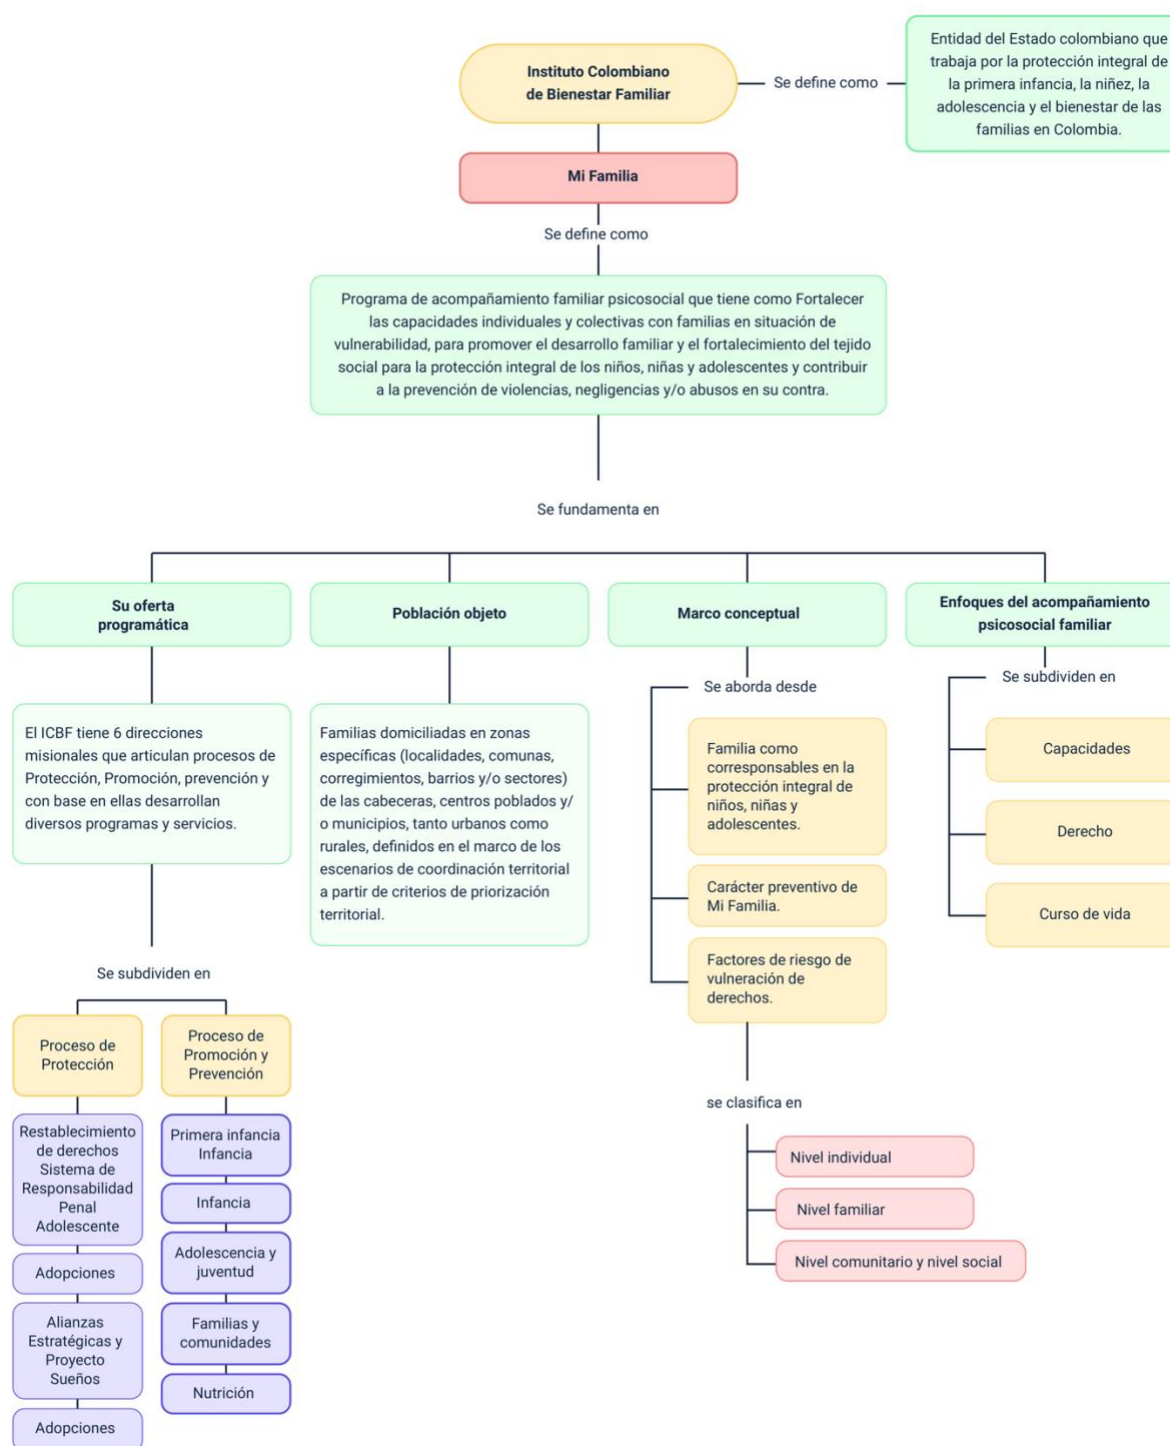 Instituto Colombiano
de Bienestar Familiar
Se define como
Entidad del Estado colombiano que
trabaja por la protección integral de
la primera infancia, la niñez, la
adolescencia y el bienestar de las
familias en Colombia.
Mi Familia
Se define como
Programa de acompañamiento familiar psicosocial que tiene como Fortalecer
las capacidades individuales y colectivas con familias en situación de
vulnerabilidad, para promover el desarrollo familiar y el fortalecimiento del tejido
social para la protección integral de los niños, niñas y adolescentes y contribuir
a la prevención de violencias, negligencias y/o abusos en su contra.
Se fundamenta en
Su oferta
programática
El ICBF tiene 6 direcciones
misionales que articulan procesos de
Protección, Promoción, prevención y
con base en ellas desarrollan
diversos programas y servicios.
Se subdividen en
Proceso de
Protección
Restablecimiento
de derechos
Sistema de
Responsabilidad
Penal
Adolescente
Adopciones
Alianzas
Estratégicas y
Proyecto
Sueños
Adopciones
Proceso de
Promoción y
Prevención
Primera infancia
Infancia
Infancia
Adolescencia y
juventud
Familias y
comunidades
Nutrición
Población objeto
Familias domiciliadas en zonas
específicas (localidades, comunas,
corregimientos, barrios y/o sectores)
de las cabeceras, centros poblados y/
o municipios, tanto urbanos como
rurales, definidos en el marco de los
escenarios de coordinación territorial
a partir de criterios de priorización
territorial.
Marco conceptual
Se aborda desde
Familia como
corresponsables en la
protección integral de
niños, niñas y
adolescentes.
Carácter preventivo de
Mi Familia.
Factores de riesgo de
vulneración de
derechos.
se clasifica en
Nivel individual
Nivel familiar
Nivel comunitario y nivel social
Enfoques del acompañamiento
psicosocial familiar
Se subdividen en
Capacidades
Derecho
Curso de vida